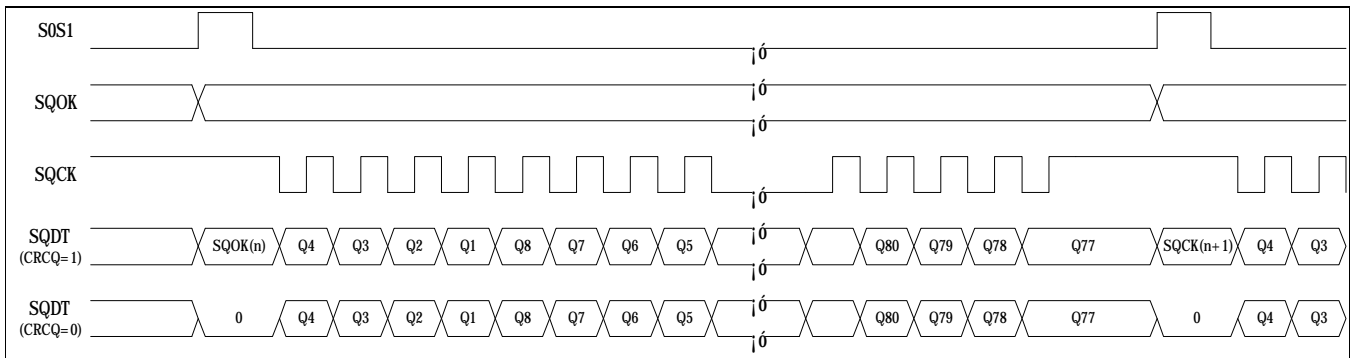 S0S1
¡ó
SQOK
¡ó
¡ó
SQCK
¡ó
SQDT
(CRCQ=1)
SQOK(n) Q4 Q3 Q2 Q1 Q8 Q7 Q6 Q5 ¡ó Q80 Q79 Q78 Q77 SQCK(n+1) Q4 Q3
¡ó
SQDT
(CRCQ=0)
0 Q4 Q3 Q2 Q1 Q8 Q7 Q6 Q5 ¡ó Q80 Q79 Q78 Q77 0 Q4 Q3
¡ó